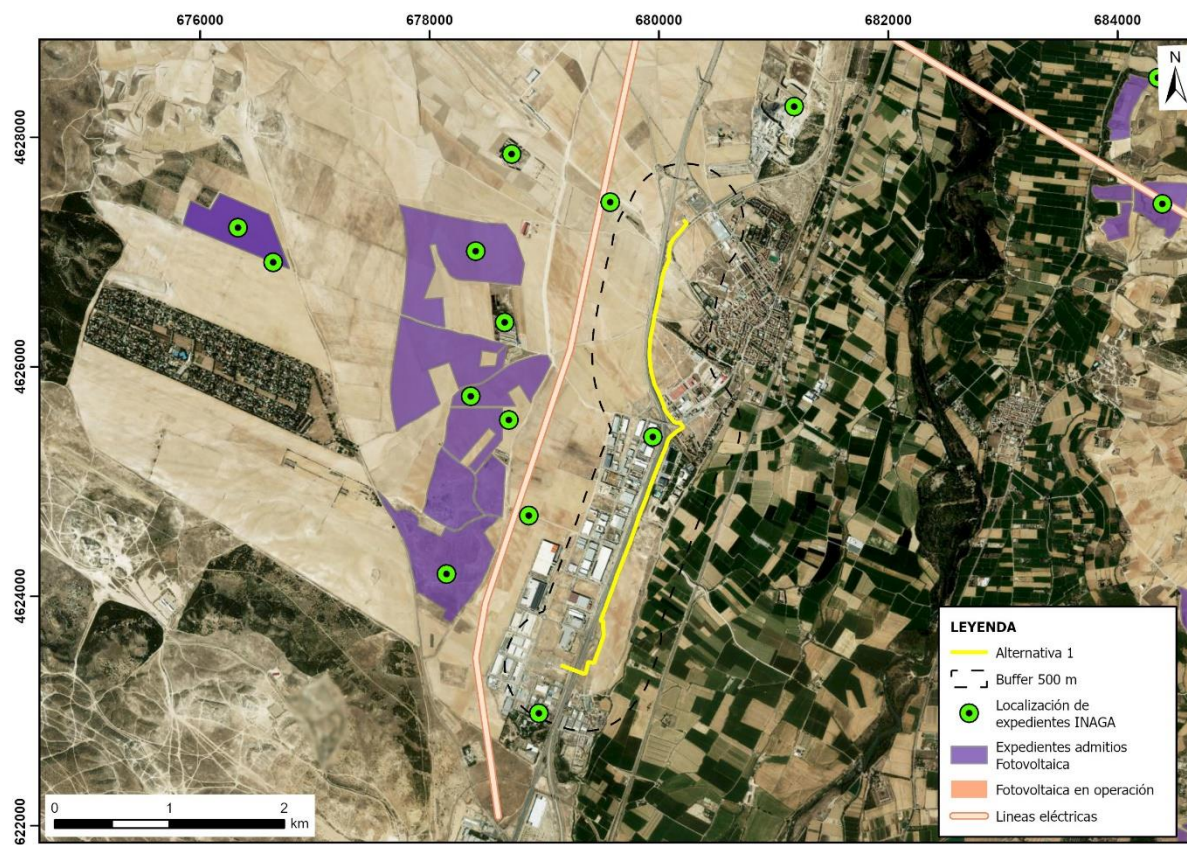 676000 678000 680000 682000 684000
N
4628000
4626000
4624000
4622000
LEYENDA
Alternativa 1
Buffer 500 m
Localización de
expedientes INAGA
Expedientes admitios
Fotovoltaica
Fotovoltaica en operación
Lineas eléctricas
0 1 2
km